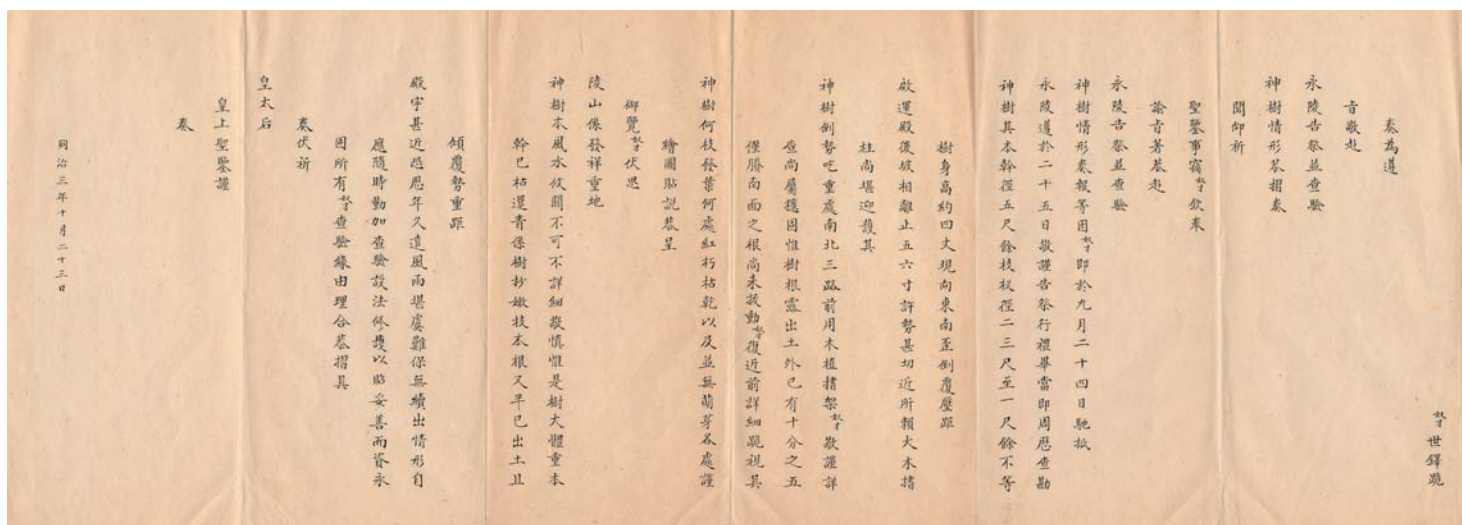 奴才世鐸跪
奏為遵
旨敬赴
永陵告祭並查驗
神樹情形恭摺奏
聞仰祈
聖鑒事竊奴才欽奉
諭旨著恭赴
永陵告祭並查驗
神樹情形奏報等因奴才即於九月二十四日馳抵
永陵遵於二十五日敬謹告祭行禮畢當即周歷查勘
神樹其本幹徑五尺餘枝杈徑二三尺至一尺餘不等
樹身高約四丈現向東南歪倒覆壓距
啟運殿後坡相離止五六寸許勢甚切近所賴大木撐
柱尚堪迎護其
神樹倒勢吃重處南北三路前用木植撐架奴才敬謹詳
查尚屬穩固惟樹根露出土外已有十分之五
僅賸南面之根尚未拔動奴才復近前詳細跪視其
神樹何枝發葉何處紅朽枯乾以及並無萌芽各處謹
繪圖貼說恭呈
御覽奴才伏思
陵山係發祥重地
神樹本風水攸關不可不詳細敬慎惟是樹大體重本
幹已枯還青係樹抄嫩枝本根又早已出土且
傾覆勢重距
殿宇甚近恐歷年久遠風雨堪虞難保無續出情形自
應隨時勤加查驗設法修護以昭妥善而資永
固所有奴才查驗緣由理合恭摺具
奏伏祈
皇太后
皇上聖鑒謹
奏
同治三年十月二十三日